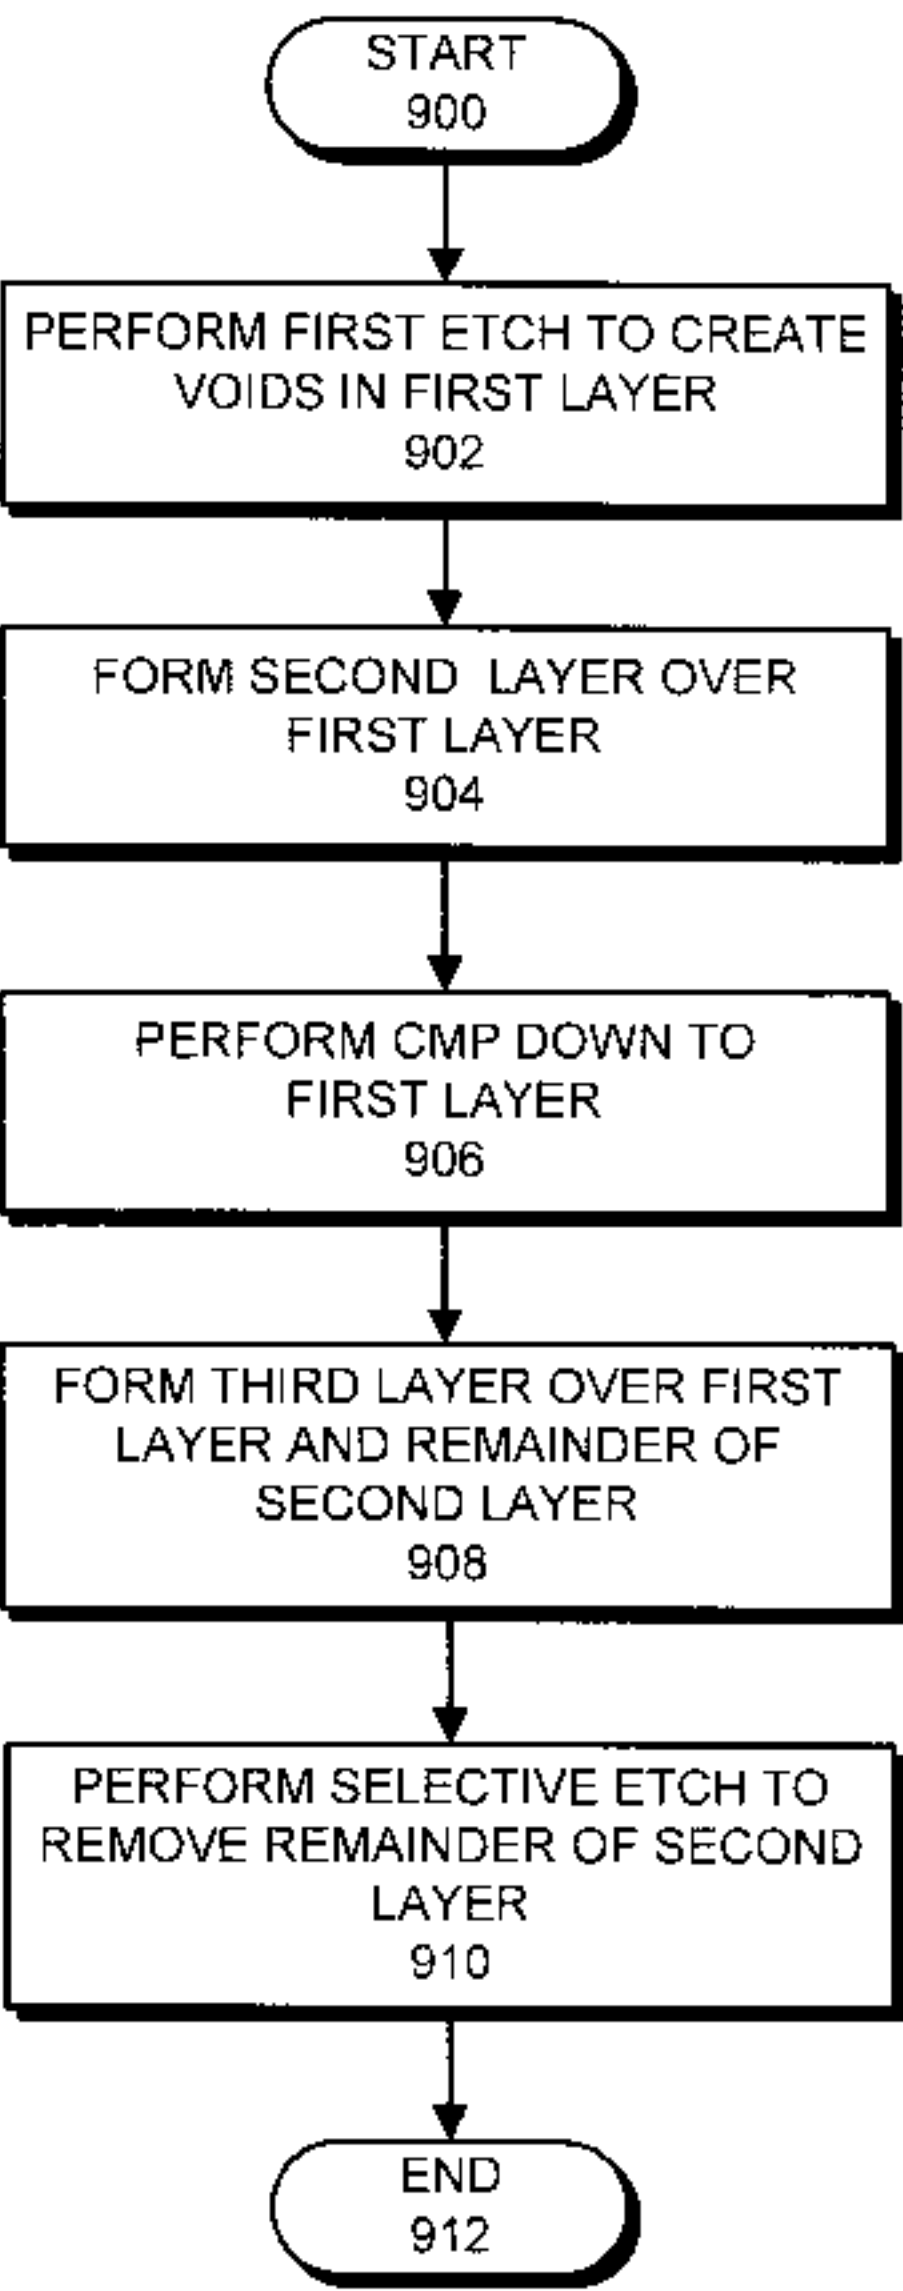 START
900
PERFORM FIRST ETCH TO CREATE
VOIDS IN FIRST LAYER
902
FORM SECOND LAYER OVER
FIRST LAYER
904
PERFORM CMP DOWN TO
FIRST LAYER
906
FORM THIRD LAYER OVER FIRST
LAYER AND REMAINDER OF
SECOND LAYER
908
PERFORM SELECTIVE ETCH TO
REMOVE REMAINDER OF SECOND
LAYER
910
END
912